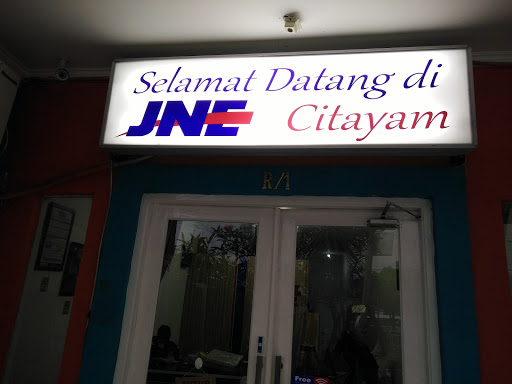 Selamat Datang di
JNE Citayam
R/1
Free